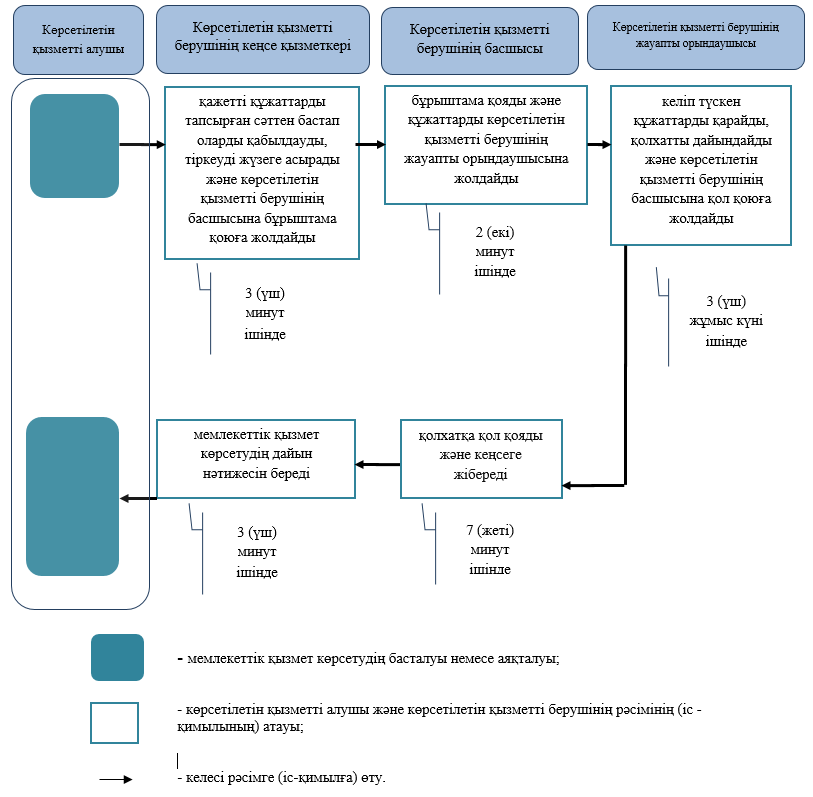 Көрсетілетін
қызметті алушы
Көрсетілетін қызметті
берушінің кеңсе қызметкері
Көрсетілетін қызметті
берушінің басшысы
Көрсетілетін қызметті берушінің
жауапты орындаушысы
қажетті құжаттарды
тапсырған сәттен бастап
оларды қабылдауды,
тіркеуді жүзеге асырады
және көрсетілетін
қызметті берушінің
басшысына бұрыштама
қоюға жолдайды
бұрыштама қояды және
құжаттарды көрсетілетін
қызметті берушінің
жауапты орындаушысына
жолдайды
келіп түскен
құжаттарды қарайды,
қолхатты дайындайды
және көрсетілетін
қызметті берушінің
басшысына қол қоюға
жолдайды
3 (үш)
минут
ішінде
2 (екі)
минут
ішінде
3 (үш)
жұмыс күні
ішінде
мемлекеттік қызмет
көрсетудің дайын
нәтижесін береді
қолхатқа қол қояды
және кеңсеге
жібереді
3 (үш)
минут
ішінде
7 (жеті)
минут
ішінде
- мемлекеттік қызмет көрсетудің басталуы немесе аяқталуы;
- көрсетілетін қызметті алушы және көрсетілетін қызметті берушінің рәсімінің (іс -
қимылының) атауы;
- келесі рәсімге (іс-қимылға) өту.